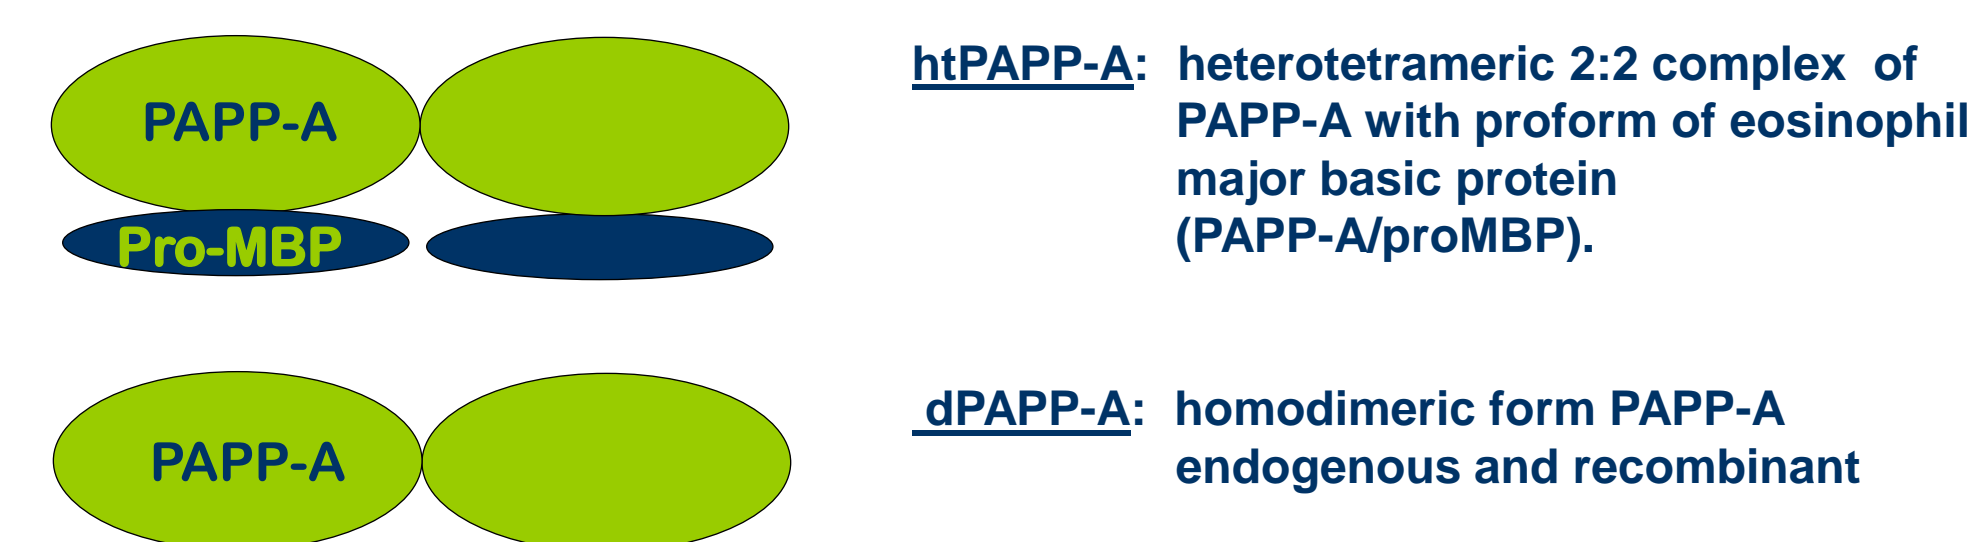 PAPP-A
Pro-MBP
htPAPP-A: heterotetrameric 2:2 complex of
PAPP-A with proform of eosinophil
major basic protein
(PAPP-A/proMBP).
PAPP-A
dPAPP-A: homodimeric form PAPP-A
endogenous and recombinant